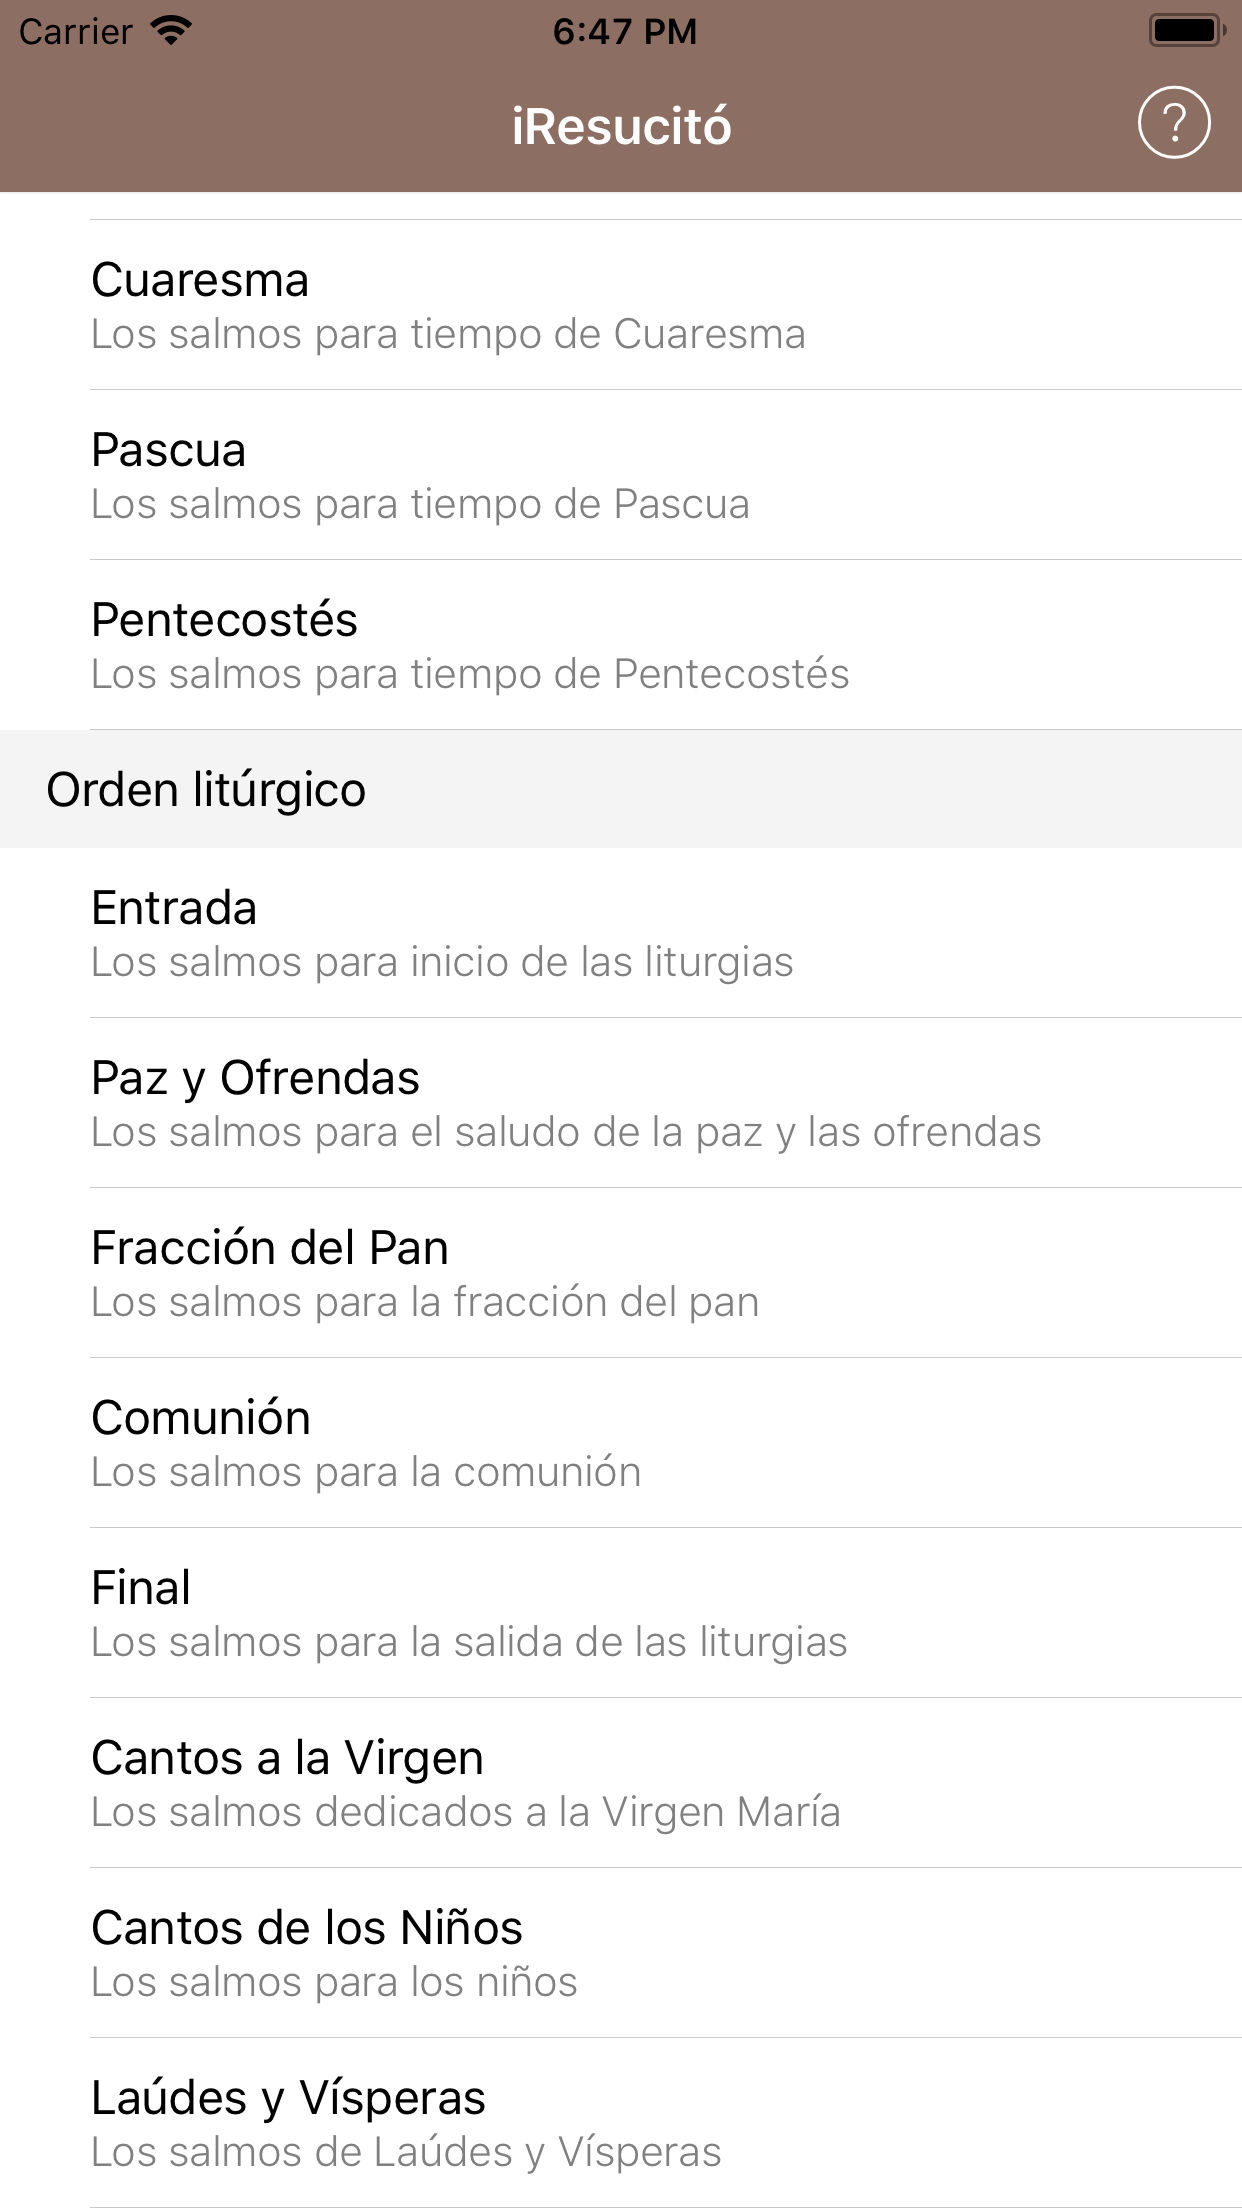 Carrier 6:47 PM
iResucitó ?
Cuaresma
Los salmos para tiempo de Cuaresma
Pascua
Los salmos para tiempo de Pascua
Pentecostés
Los salmos para tiempo de Pentecostés
Orden litúrgico
Entrada
Los salmos para inicio de las liturgias
Paz y Ofrendas
Los salmos para el saludo de la paz y las ofrendas
Fracción del Pan
Los salmos para la fracción del pan
Comunión
Los salmos para la comunión
Final
Los salmos para la salida de las liturgias
Cantos a la Virgen
Los salmos dedicados a la Virgen María
Cantos de los Niños
Los salmos para los niños
Laúdes y Vísperas
Los salmos de Laúdes y Vísperas